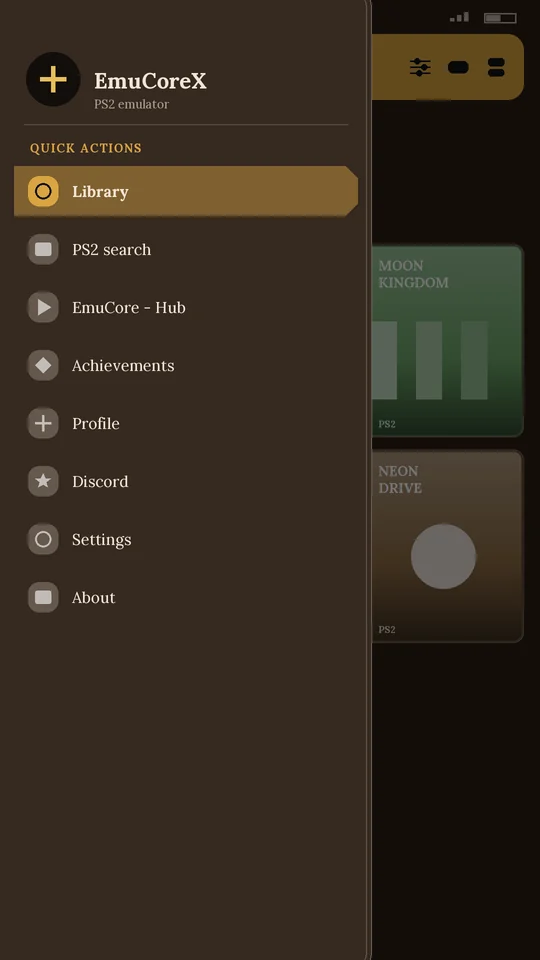 EmuCoreX
PS2 emulator
QUICK ACTIONS
Library
PS2 search
EmuCore - Hub
Achievements
Profile
Discord
Settings
About
MOON
KINGDOM
PS2
NEON
DRIVE
PS2